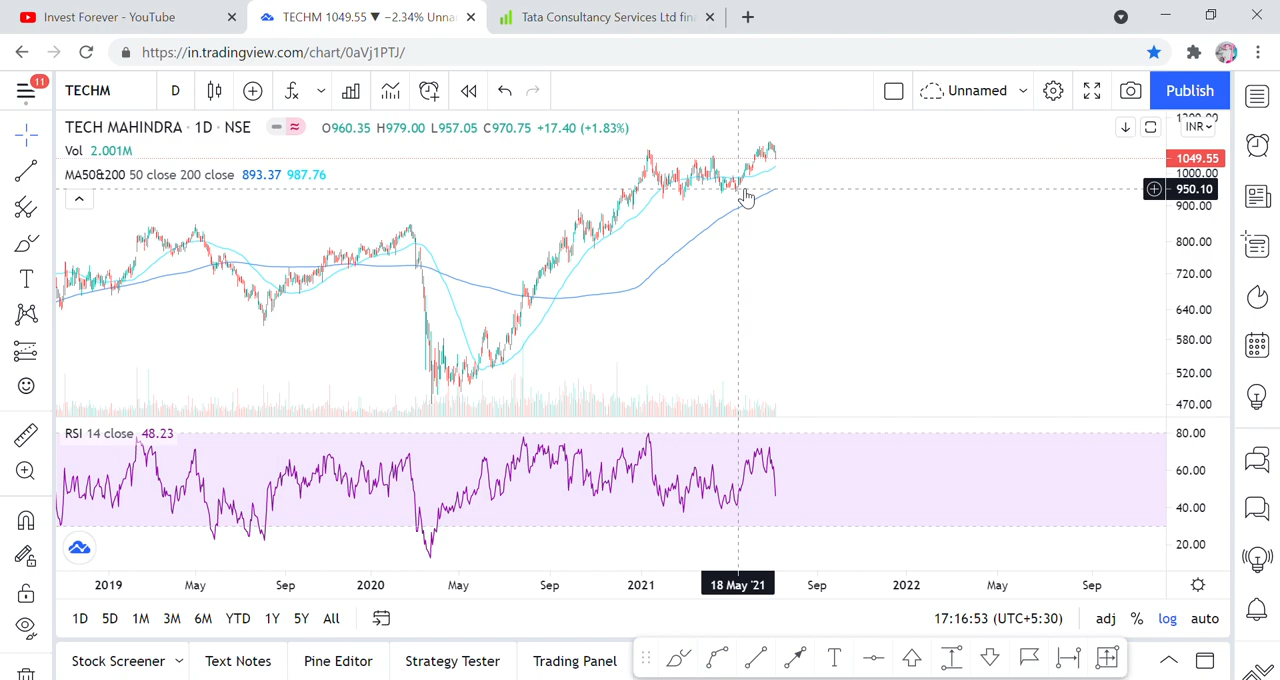 Invest Forever - YouTube
TECHM 1049.55 ▼ −2.34% Unna
Tata Consultancy Services Ltd fin
https://in.tradingview.com/chart/0aVj1PTJ/
11
TECHM
D
Unnamed
Publish
TECH MAHINDRA · 1D · NSE
O960.35 H979.00 L957.05 C970.75 +17.40 (+1.83%)
Vol 2.001M
MA50&200 50 close 200 close 893.37 987.76
1200.00
INR
1049.55
1000.00
950.10
900.00
800.00
720.00
640.00
580.00
520.00
470.00
RSI 14 close 48.23
80.00
60.00
40.00
20.00
2019 May Sep 2020 May Sep 2021 18 May '21 Sep 2022 May Sep
1D 5D 1M 3M 6M YTD 1Y 5Y All
17:16:53 (UTC+5:30) adj % log auto
Stock Screener Text Notes Pine Editor Strategy Tester Trading Panel